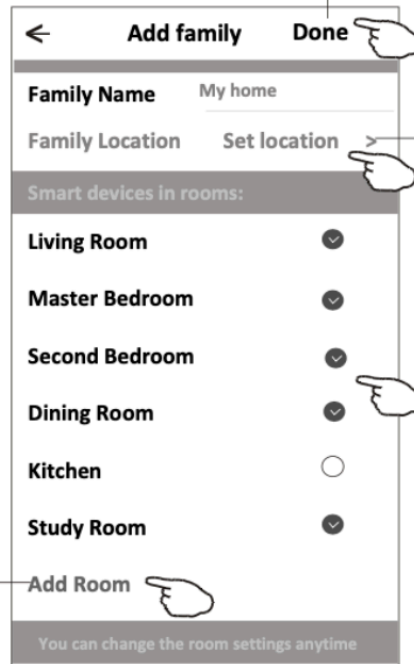 Add family Done
Family Name My home
Family Location Set location >
Smart devices in rooms:
Living Room
Master Bedroom
Second Bedroom
Dining Room
Kitchen
Study Room
Add Room
You can change the room settings anytime